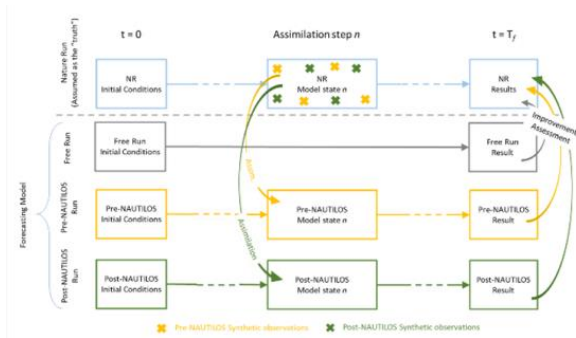 t = 0
Assimilation step n
t = Tf
Nature Run
(Assumed as the "truth")
NR
Initial Conditions
NR
Model state n
NR
Results
Improvement
Assessment
Forecasting Model
Free Run
Free Run
Initial Conditions
Free Run
Result
Assim.
Pre-NAUTILOS
Run
Pre-NAUTILOS
Initial Conditions
Pre-NAUTILOS
Model state n
Pre-NAUTILOS
Result
Assimilation
Post-NAUTILOS
Run
Post-NAUTILOS
Initial Conditions
Post-NAUTILOS
Model state n
Post-NAUTILOS
Result
Pre-NAUTILOS Synthetic observations
Post-NAUTILOS Synthetic observations